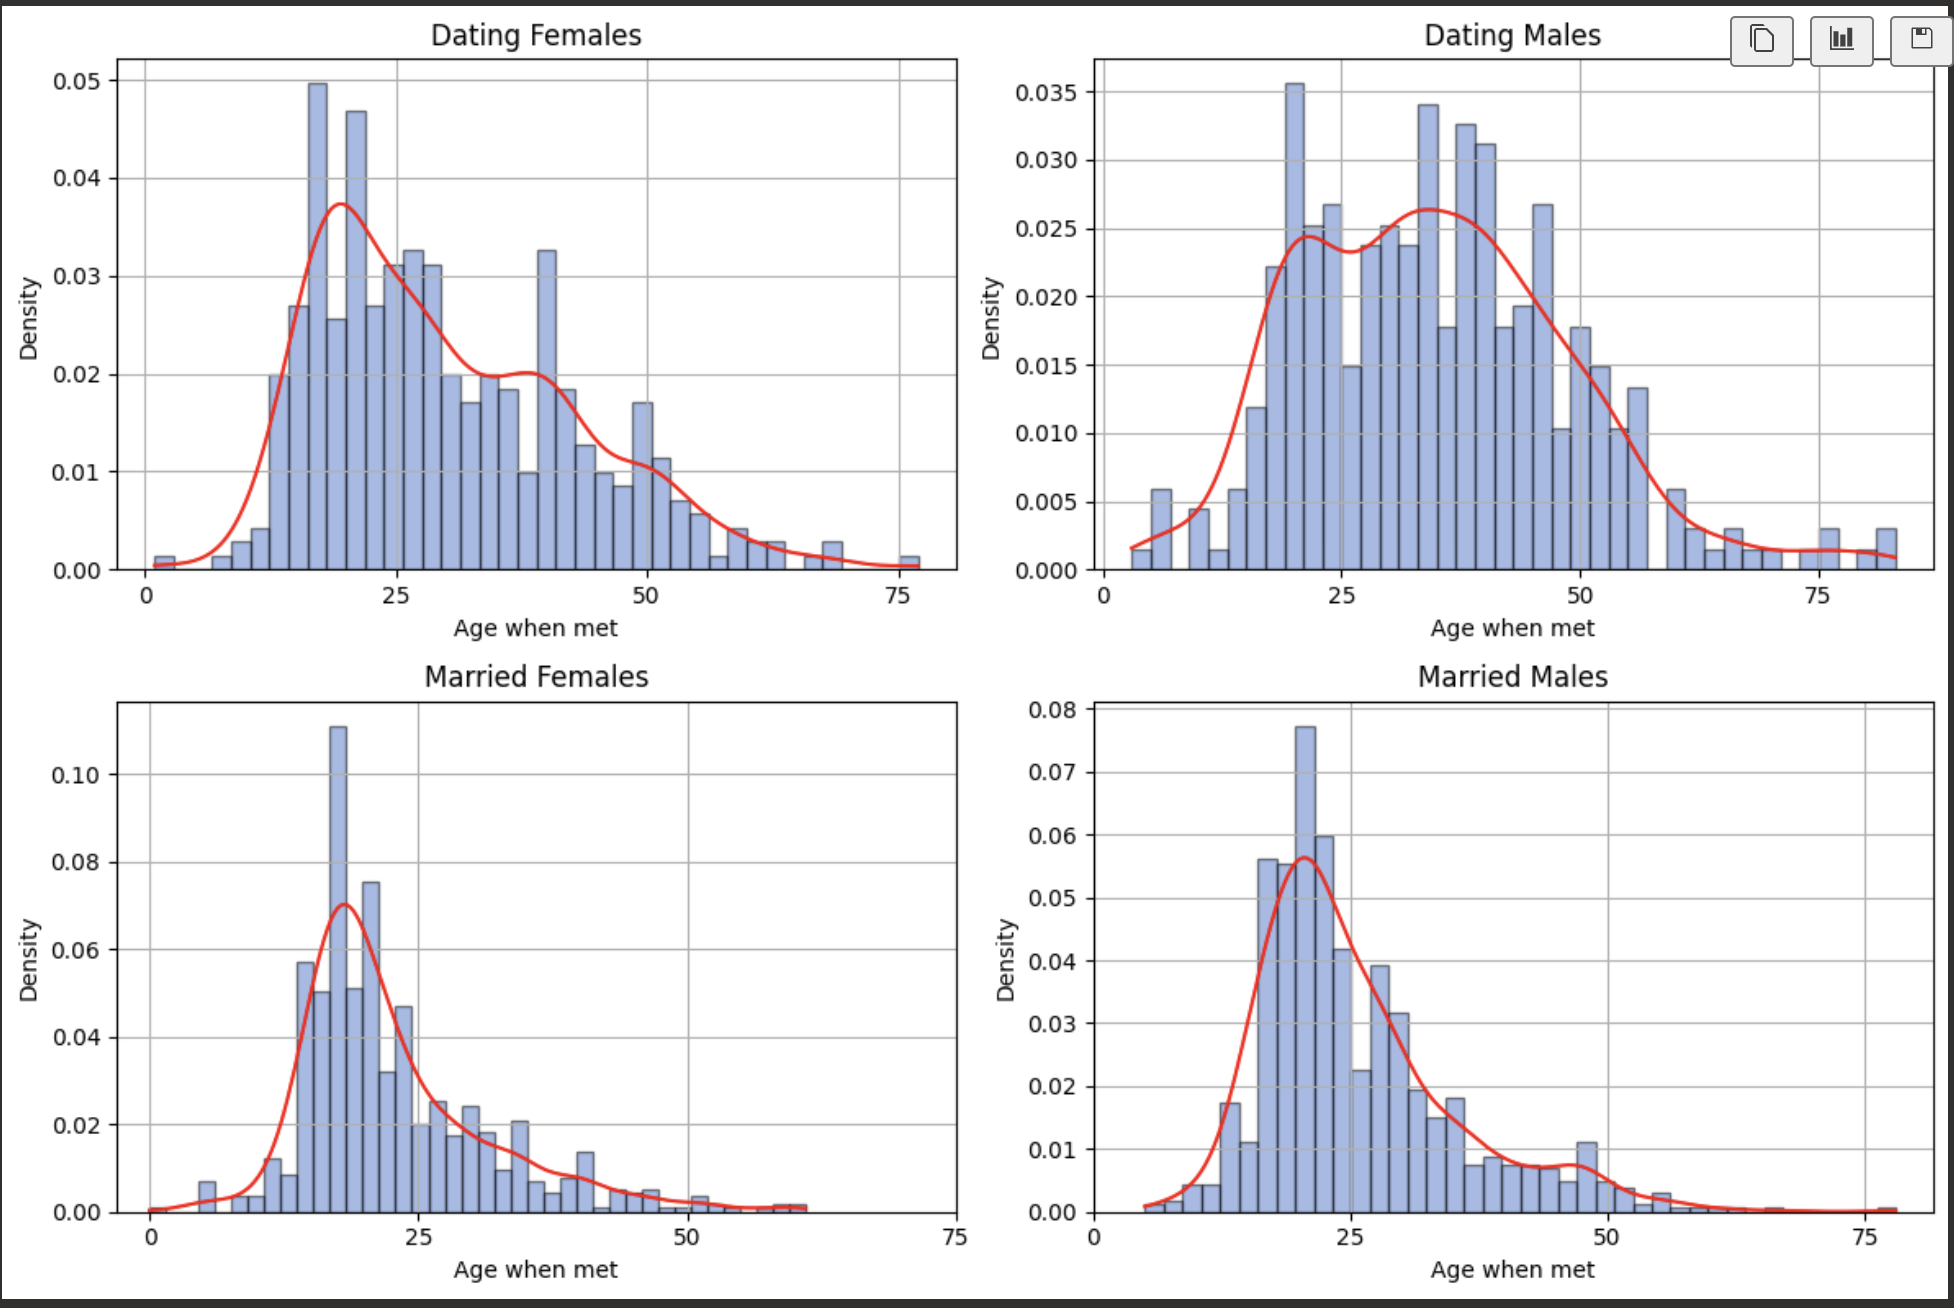 Dating Females
0.05
0.04
0.03
0.02
0.01
0.00
Density
0 25 50 75
Age when met
Dating Males
0.035
0.030
0.025
0.020
0.015
0.010
0.005
0.000
Density
0 25 50 75
Age when met
Married Females
0.10
0.08
0.06
0.04
0.02
0.00
Density
0 25 50 75
Age when met
Married Males
0.08
0.07
0.06
0.05
0.04
0.03
0.02
0.01
0.00
Density
0 25 50 75
Age when met